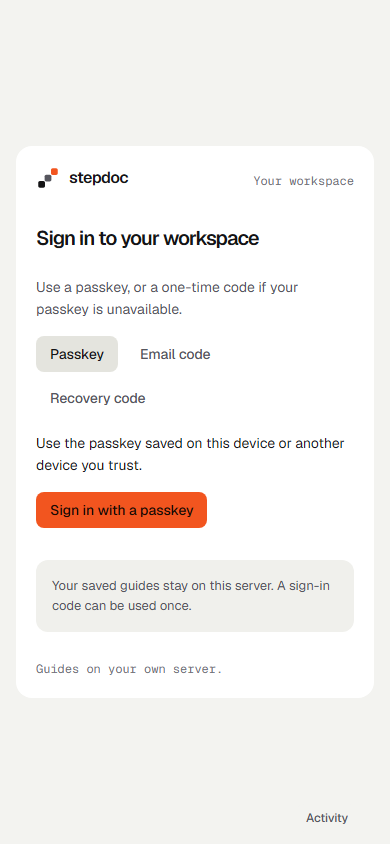 stepdoc
Your workspace
Sign in to your workspace
Use a passkey, or a one-time code if your
passkey is unavailable.
Passkey
Email code
Recovery code
Use the passkey saved on this device or another
device you trust.
Sign in with a passkey
Your saved guides stay on this server. A sign-in
code can be used once.
Guides on your own server.
Activity